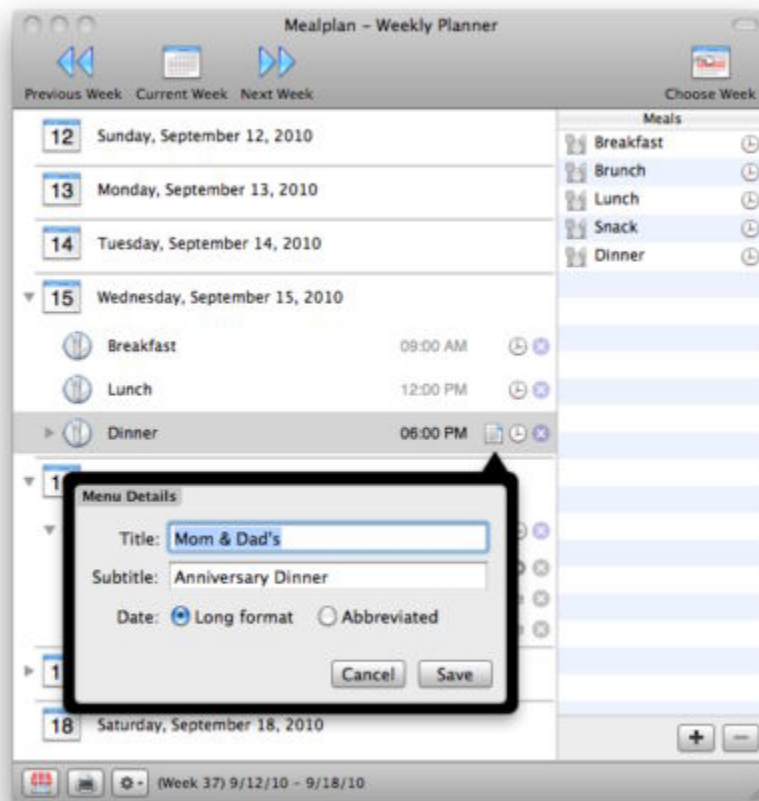 Mealplan – Weekly Planner
Previous Week Current Week Next Week Choose Week
Meals
12 Sunday, September 12, 2010
Breakfast
Brunch
13 Monday, September 13, 2010
Lunch
Snack
14 Tuesday, September 14, 2010
Dinner
15 Wednesday, September 15, 2010
Breakfast 09:00 AM
Lunch 12:00 PM
Dinner 06:00 PM
Menu Details
Title: Mom & Dad's
Subtitle: Anniversary Dinner
Date: Long format Abbreviated
Cancel Save
18 Saturday, September 18, 2010
(Week 37) 9/12/10 - 9/18/10